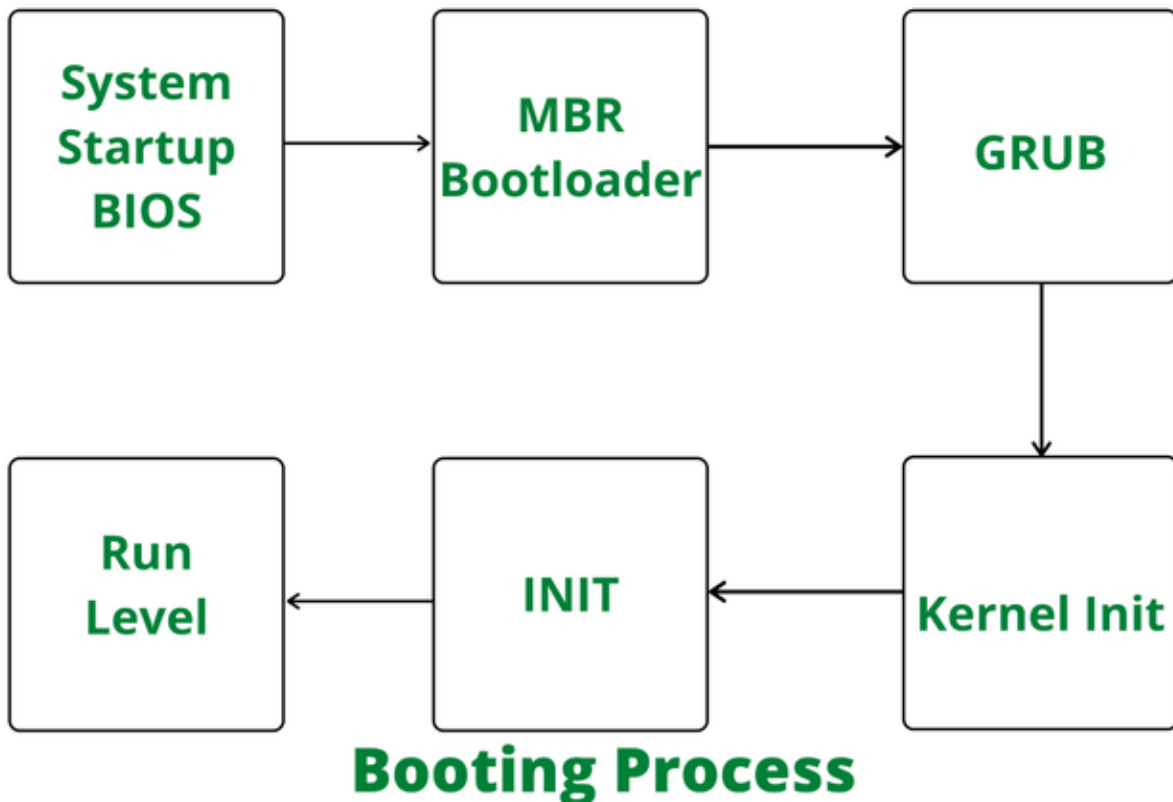 System
Startup
BIOS
MBR
Bootloader
GRUB
Kernel Init
INIT
Run
Level
Booting Process